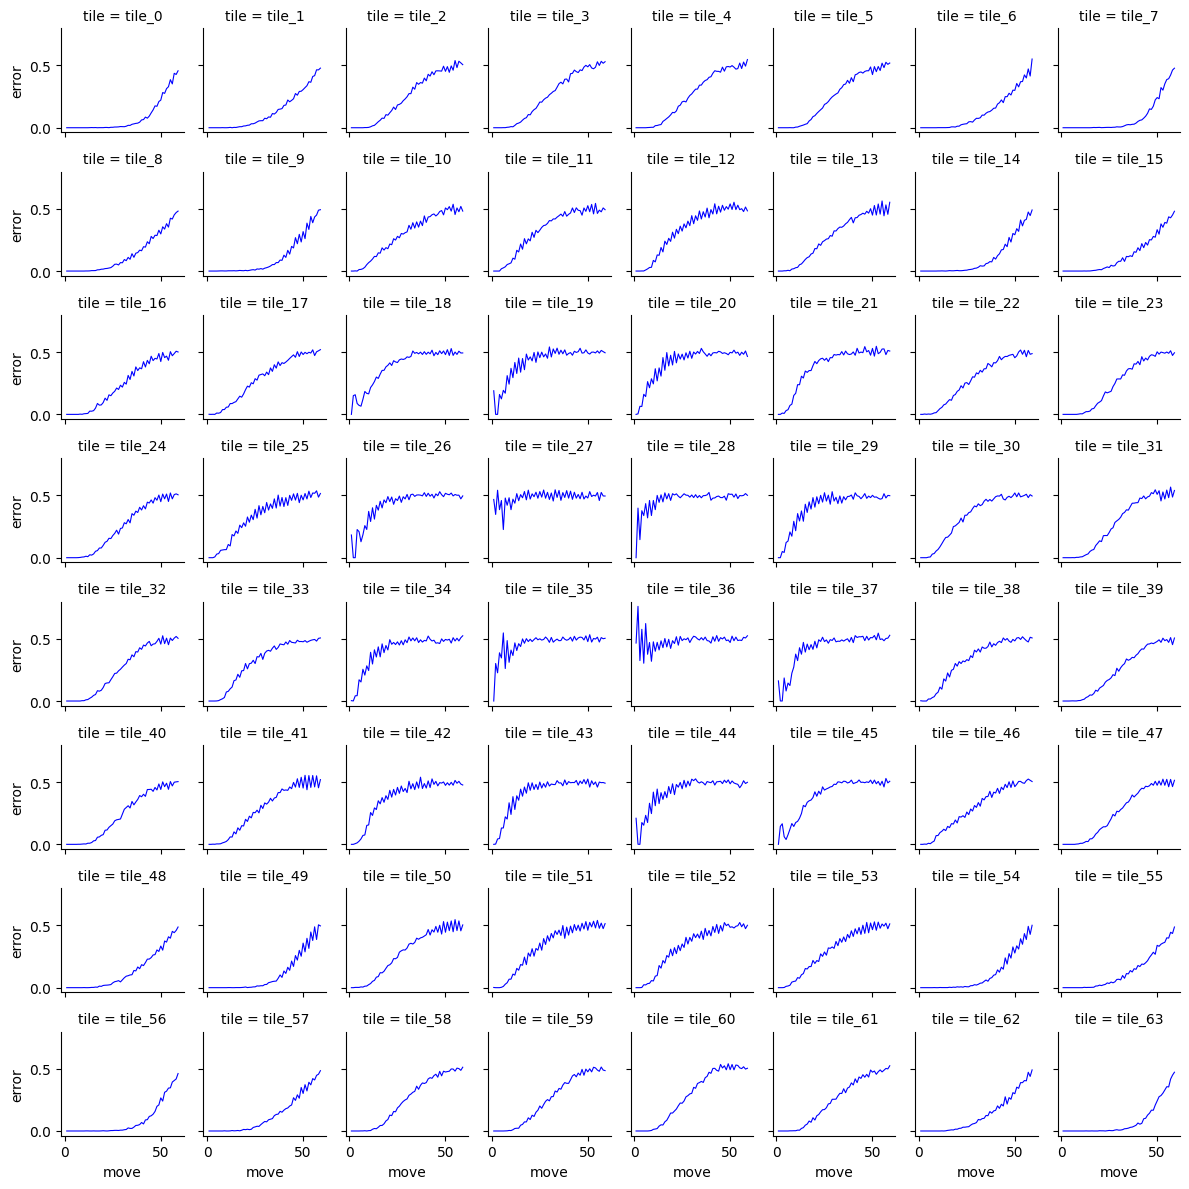 tile = tile_0 tile = tile_1 tile = tile_2 tile = tile_3 tile = tile_4 tile = tile_5 tile = tile_6 tile = tile_7
0.5
error
0.0
tile = tile_8 tile = tile_9 tile = tile_10 tile = tile_11 tile = tile_12 tile = tile_13 tile = tile_14 tile = tile_15
0.5
error
0.0
tile = tile_16 tile = tile_17 tile = tile_18 tile = tile_19 tile = tile_20 tile = tile_21 tile = tile_22 tile = tile_23
0.5
error
0.0
tile = tile_24 tile = tile_25 tile = tile_26 tile = tile_27 tile = tile_28 tile = tile_29 tile = tile_30 tile = tile_31
0.5
error
0.0
tile = tile_32 tile = tile_33 tile = tile_34 tile = tile_35 tile = tile_36 tile = tile_37 tile = tile_38 tile = tile_39
0.5
error
0.0
tile = tile_40 tile = tile_41 tile = tile_42 tile = tile_43 tile = tile_44 tile = tile_45 tile = tile_46 tile = tile_47
0.5
error
0.0
tile = tile_48 tile = tile_49 tile = tile_50 tile = tile_51 tile = tile_52 tile = tile_53 tile = tile_54 tile = tile_55
0.5
error
0.0
tile = tile_56 tile = tile_57 tile = tile_58 tile = tile_59 tile = tile_60 tile = tile_61 tile = tile_62 tile = tile_63
0.5
error
0.0
0 50 0 50 0 50 0 50 0 50 0 50 0 50 0 50
move move move move move move move move